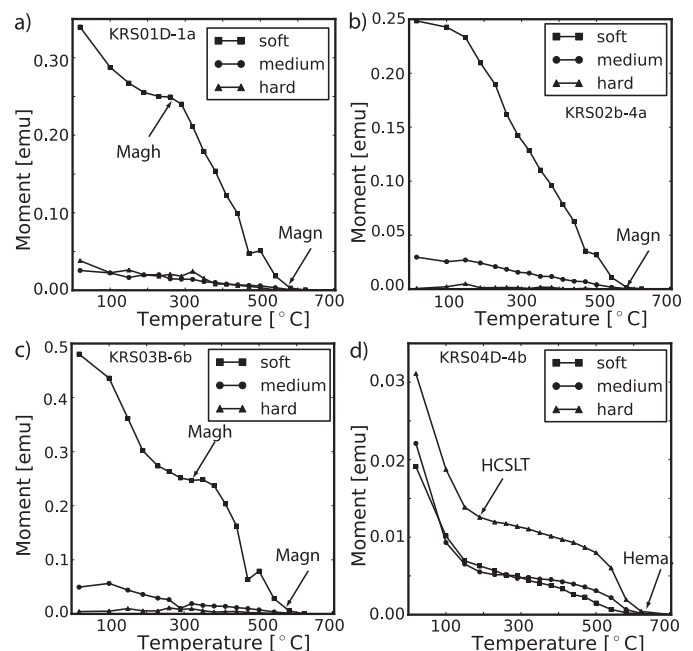 a)
KRS01D-1a
soft
medium
hard
Magh
Magn
Moment [emu]
0.30
0.20
0.10
0.00
100
300
500
700
Temperature [°C]
b)
0.25
soft
medium
hard
KRS02b-4a
Magn
Moment [emu]
0.20
0.15
0.10
0.05
0.00
100
300
500
700
Temperature [°C]
c)
0.5
KRS03B-6b
soft
medium
hard
Magh
Magn
Moment [emu]
0.4
0.3
0.2
0.1
0.0
100
300
500
700
Temperature [°C]
d)
KRS04D-4b
soft
medium
hard
HCSLT
Hema
Moment [emu]
0.03
0.02
0.01
0.00
100
300
500
700
Temperature [°C]